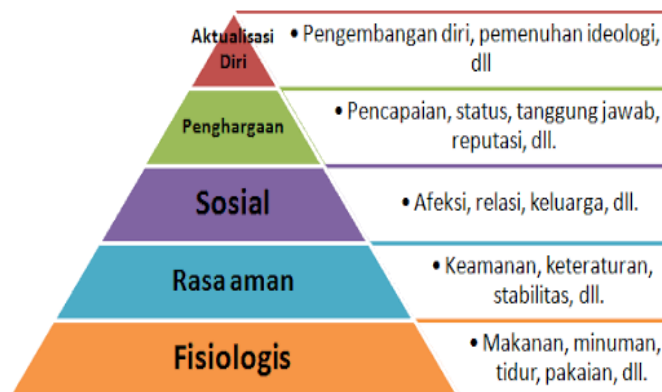 Aktualisasi
Diri
• Pengembangan diri, pemenuhan ideologi,
dll
Penghargaan
• Pencapaian, status, tanggung jawab,
reputasi, dll.
Sosial
• Afeksi, relasi, keluarga, dll.
Rasa aman
• Keamanan, keteraturan,
stabilitas, dll.
Fisiologis
• Makanan, minuman,
tidur, pakaian, dll.